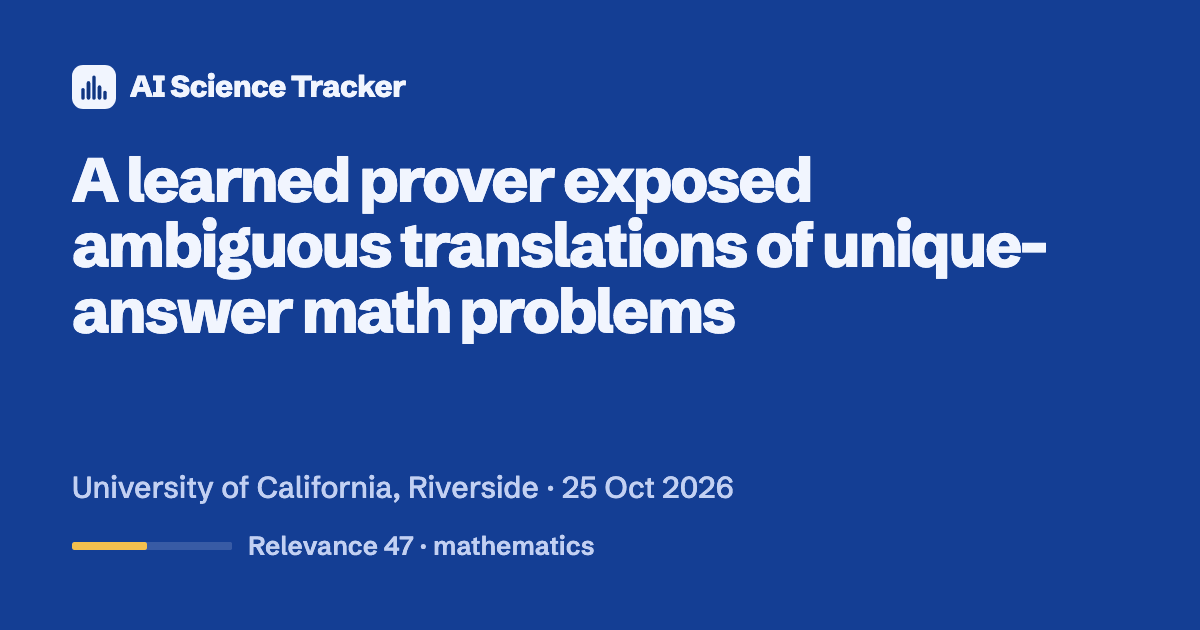 AI Science Tracker
A learned prover exposed
ambiguous translations of unique-
answer math problems
University of California, Riverside · 25 Oct 2026
Relevance 47 · mathematics